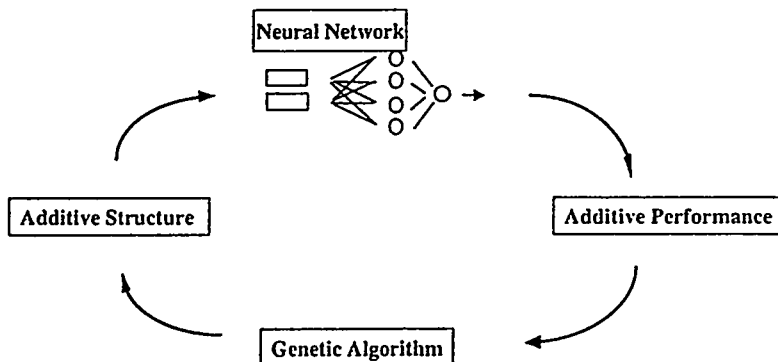 Neural Network
Additive Structure
Additive Performance
Genetic Algorithm